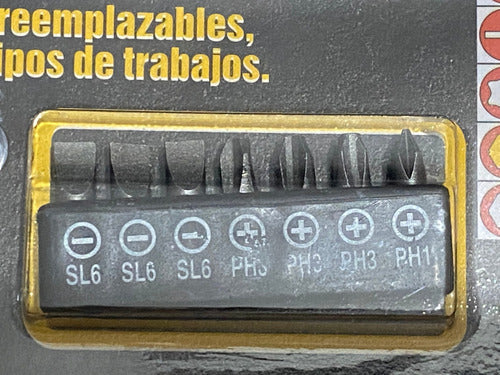 reemplazables,
ipos de trabajos.
SL6 SL6 SL6 PH3 PH3 PH3 PH1